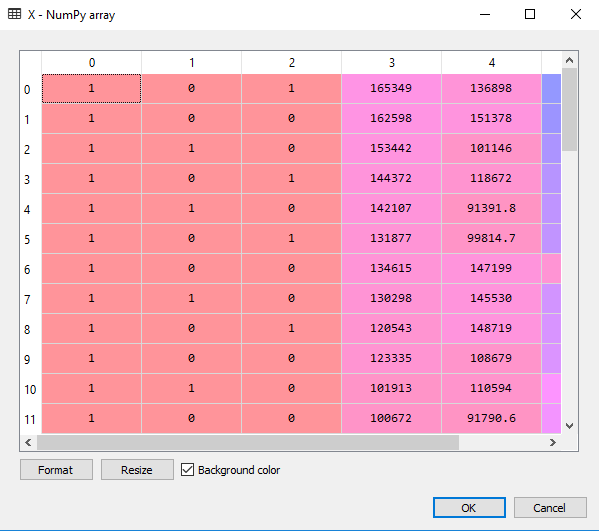 X - NumPy array
0 1 2 3 4
0 1 0 1 165349 136898
1 1 0 0 162598 151378
2 1 1 0 153442 101146
3 1 0 1 144372 118672
4 1 1 0 142107 91391.8
5 1 0 1 131877 99814.7
6 1 0 0 134615 147199
7 1 1 0 130298 145530
8 1 0 1 120543 148719
9 1 0 0 123335 108679
10 1 1 0 101913 110594
11 1 0 0 100672 91790.6
Format Resize Background color
OK Cancel